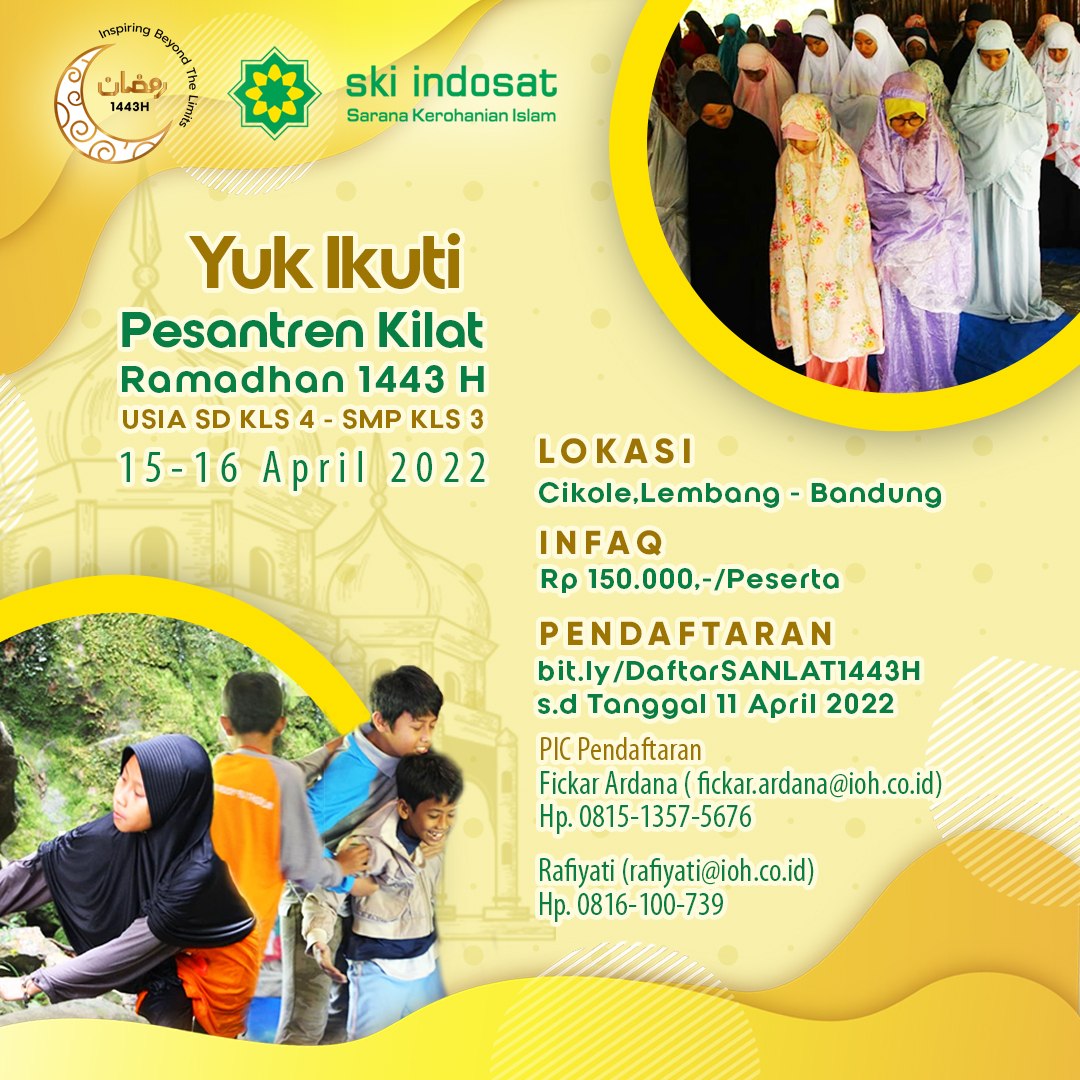 Inspiring Beyond The Limits
رمضان
1443H
ski indosat
Sarana Kerohanian Islam
Yuk Ikuti
Pesantren Kilat
Ramadhan 1443 H
USIA SD KLS 4 - SMP KLS 3
15-16 April 2022
LOKASI
Cikole,Lembang - Bandung
INFAQ
Rp 150.000,-/Peserta
PENDAFTARAN
bit.ly/DaftarSANLAT1443H
s.d Tanggal 11 April 2022
PIC Pendaftaran
Fickar Ardana ( fickar.ardana@ioh.co.id)
Hp. 0815-1357-5676
Rafiyati (rafiyati@ioh.co.id)
Hp. 0816-100-739